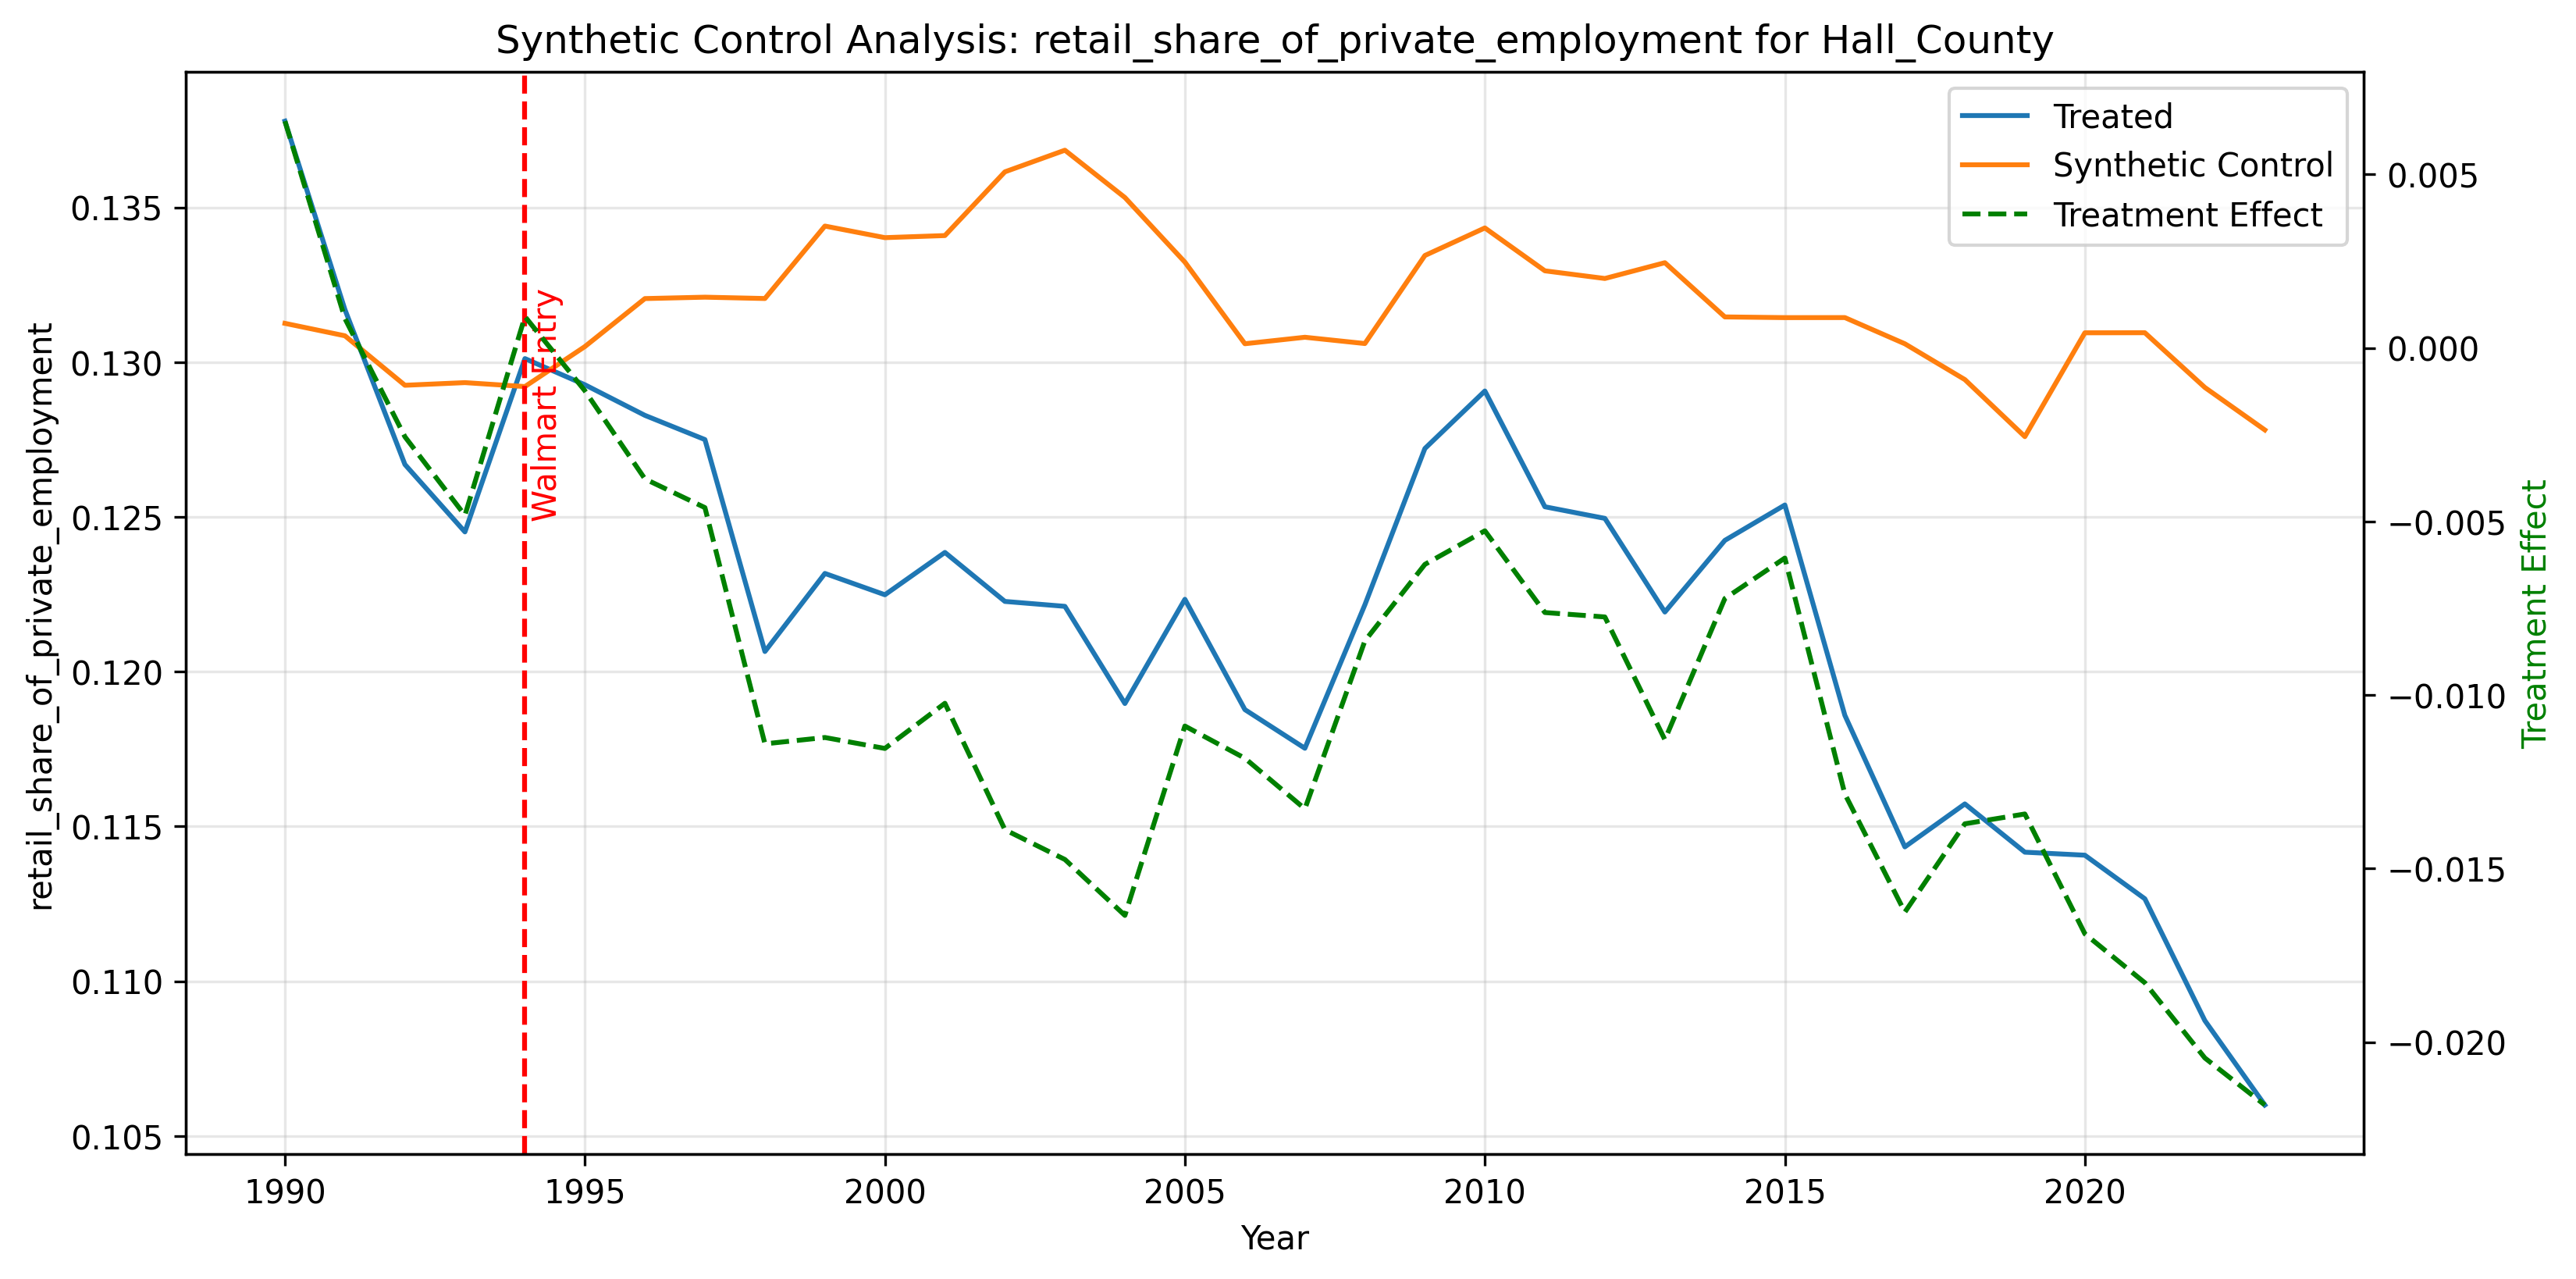 Synthetic Control Analysis: retail_share_of_private_employment for Hall_County
Treated
Synthetic Control
Treatment Effect
retail_share_of_private_employment
0.135
0.130
0.125
0.120
0.115
0.110
0.105
Walmart Entry
0.005
0.000
−0.005
−0.010
−0.015
−0.020
Treatment Effect
1990 1995 2000 2005 2010 2015 2020
Year